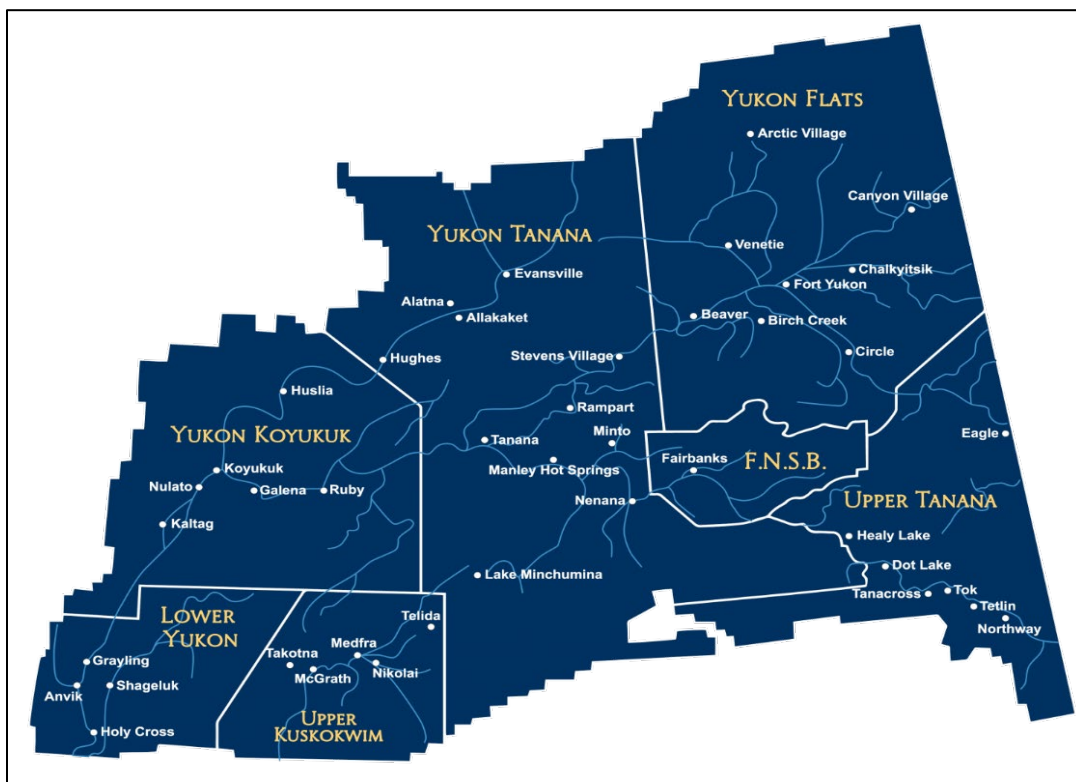 YUKON FLATS
Arctic Village
Canyon Village
YUKON TANANA
Venetie
Evansville
Chalkyitsik
Fort Yukon
Alatna
Allakaket
Beaver
Birch Creek
Hughes
Stevens Village
Circle
Huslia
Rampart
YUKON KOYUKUK
Minto
Tanana
Eagle
Manley Hot Springs
Fairbanks
F.N.S.B.
Koyukuk
Nulato
Galena
Ruby
Nenana
UPPER TANANA
Kaltag
Healy Lake
Dot Lake
Lake Minchumina
Tanacross
Tok
Tetlin
Northway
LOWER
YUKON
Telida
Medfra
Takotna
Nikolai
McGrath
Grayling
Anvik
Shageluk
UPPER
KUSKOKWIM
Holy Cross